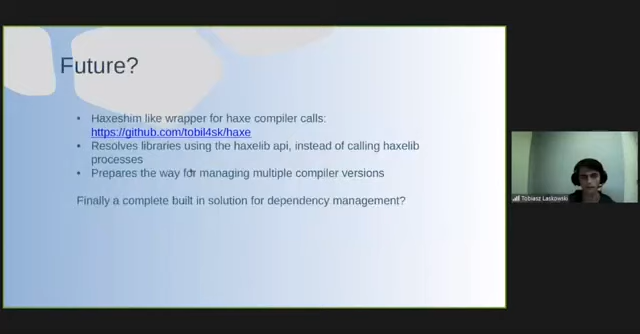 Future?
• Haxeshim like wrapper for haxe compiler calls:
https://github.com/tobil4sk/haxe
• Resolves libraries using the haxelib api, instead of calling haxelib
processes
• Prepares the way for managing multiple compiler versions
Finally a complete built in solution for dependency management?
Tobiasz Laskowski